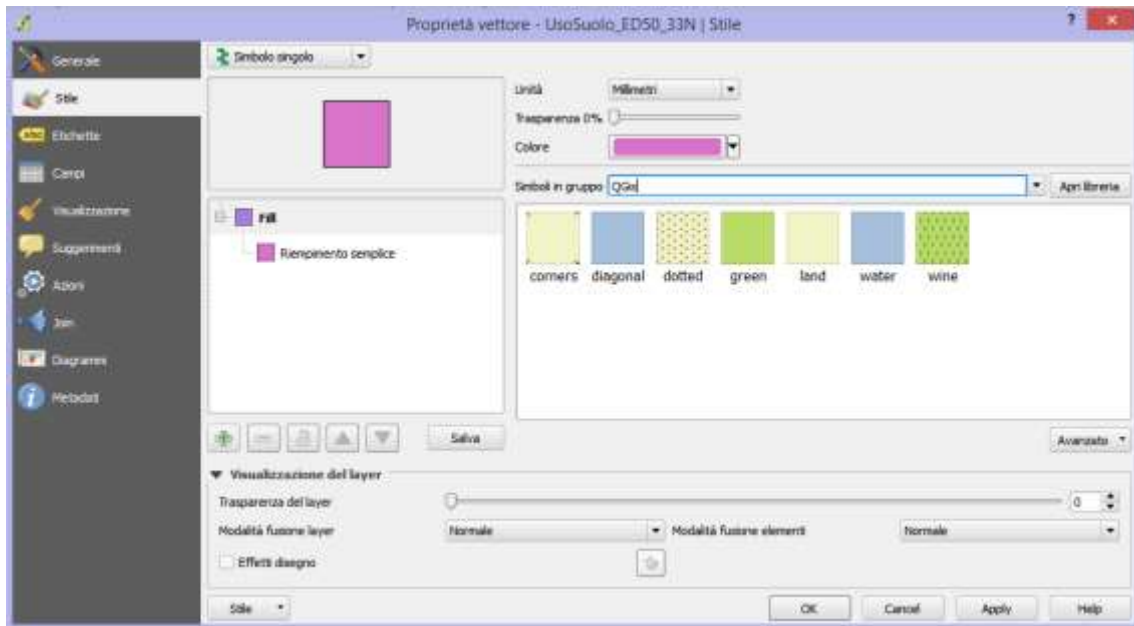 Proprietà vettore - UsoSuolo_ED50_33N | Stile
?
Generale
Stile
Etichette
Campi
Visualizzazione
Suggerimenti
Azioni
Join
Diagrammi
Metadati
Simbolo singolo
Unità
Millimetri
Trasparenza 0%
Colore
Simboli in gruppo
QGis
Apri libreria
Fill
Riempimento semplice
corners
diagonal
dotted
green
land
water
wine
Salva
Avanzato
Visualizzazione del layer
Trasparenza del layer
0
Modalità fusione layer
Normale
Modalità fusione elementi
Normale
Effetti disegno
Stile
OK
Cancel
Apply
Help